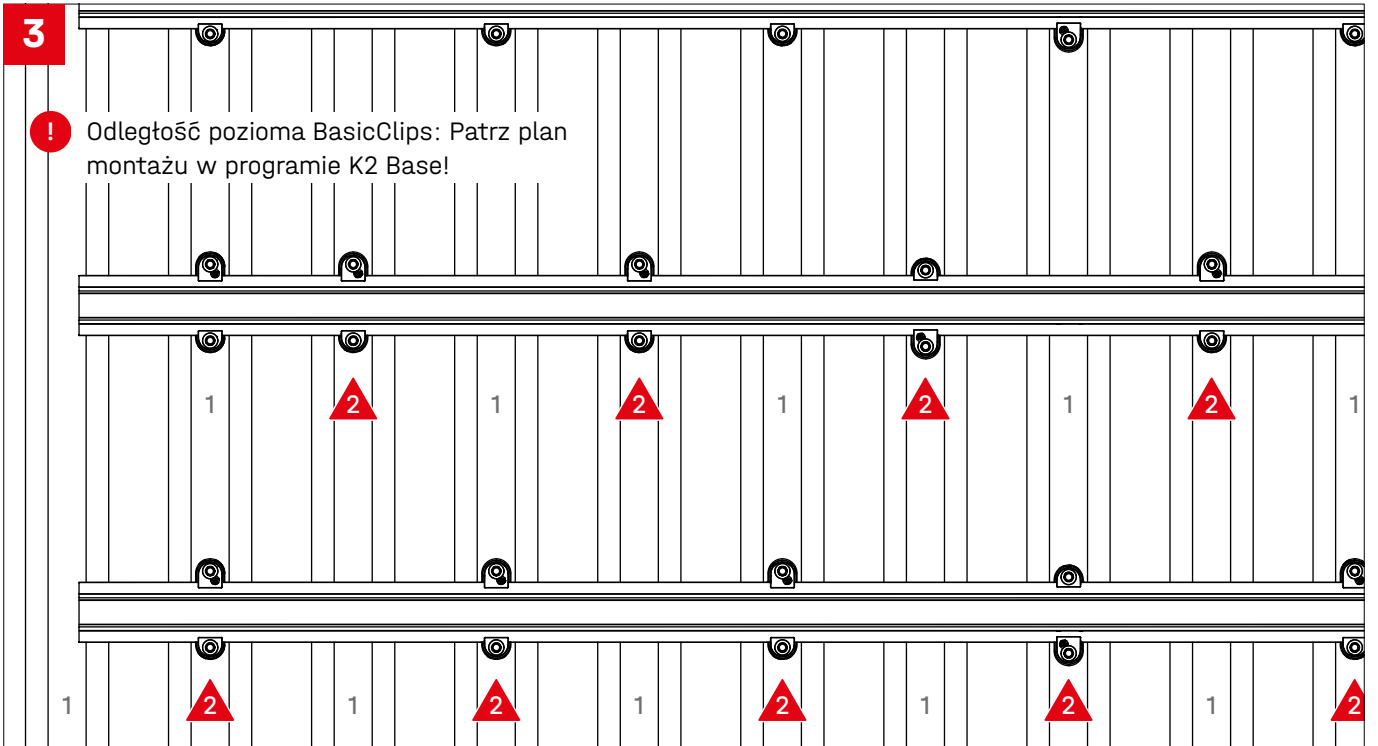 3
! Odległość pozioma BasicClips: Patrz plan
montażu w programie K2 Base!
1 2 1 2 1 2 1 2 1
1 2 1 2 1 2 1 2 1 2